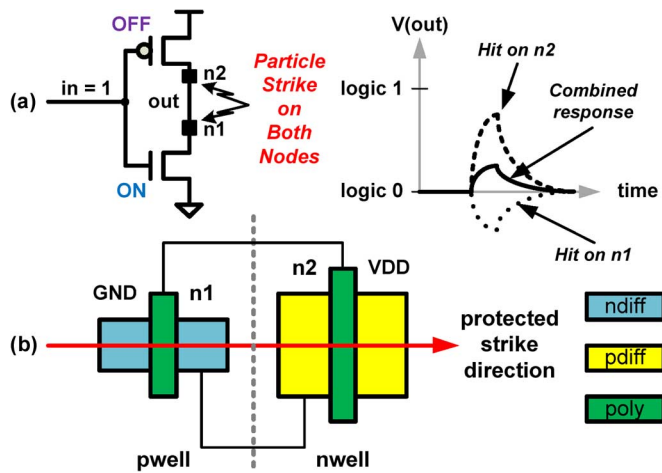 (a)
OFF
in = 1
out
n2
n1
ON
Particle
Strike
on
Both
Nodes
V(out)
logic 1
logic 0
Hit on n2
Combined
response
time
Hit on n1
(b)
GND
n1
n2
VDD
pwell
nwell
protected
strike
direction
ndiff
pdiff
poly